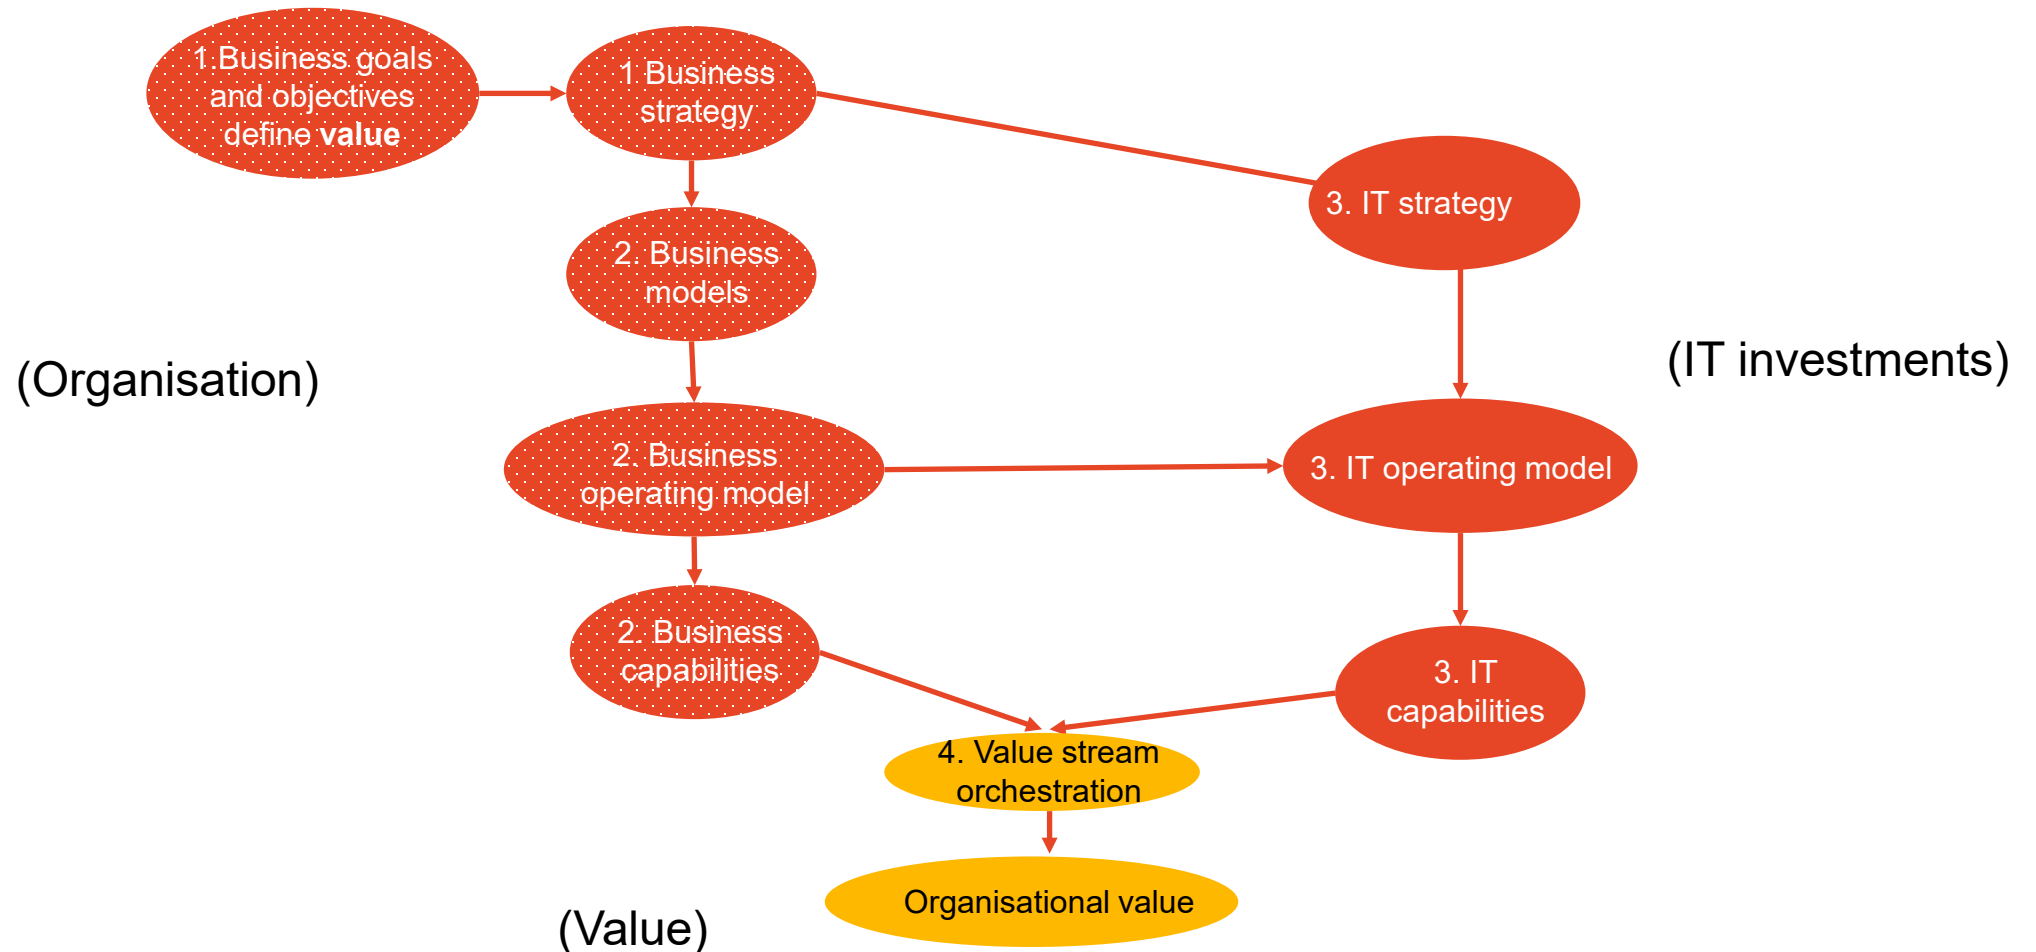 1.Business goals
and objectives
define value
1 Business
strategy
3. IT strategy
2. Business
models
(Organisation)
(IT investments)
2. Business
operating model
3. IT operating model
2. Business
capabilities
3. IT
capabilities
4. Value stream
orchestration
Organisational value
(Value)